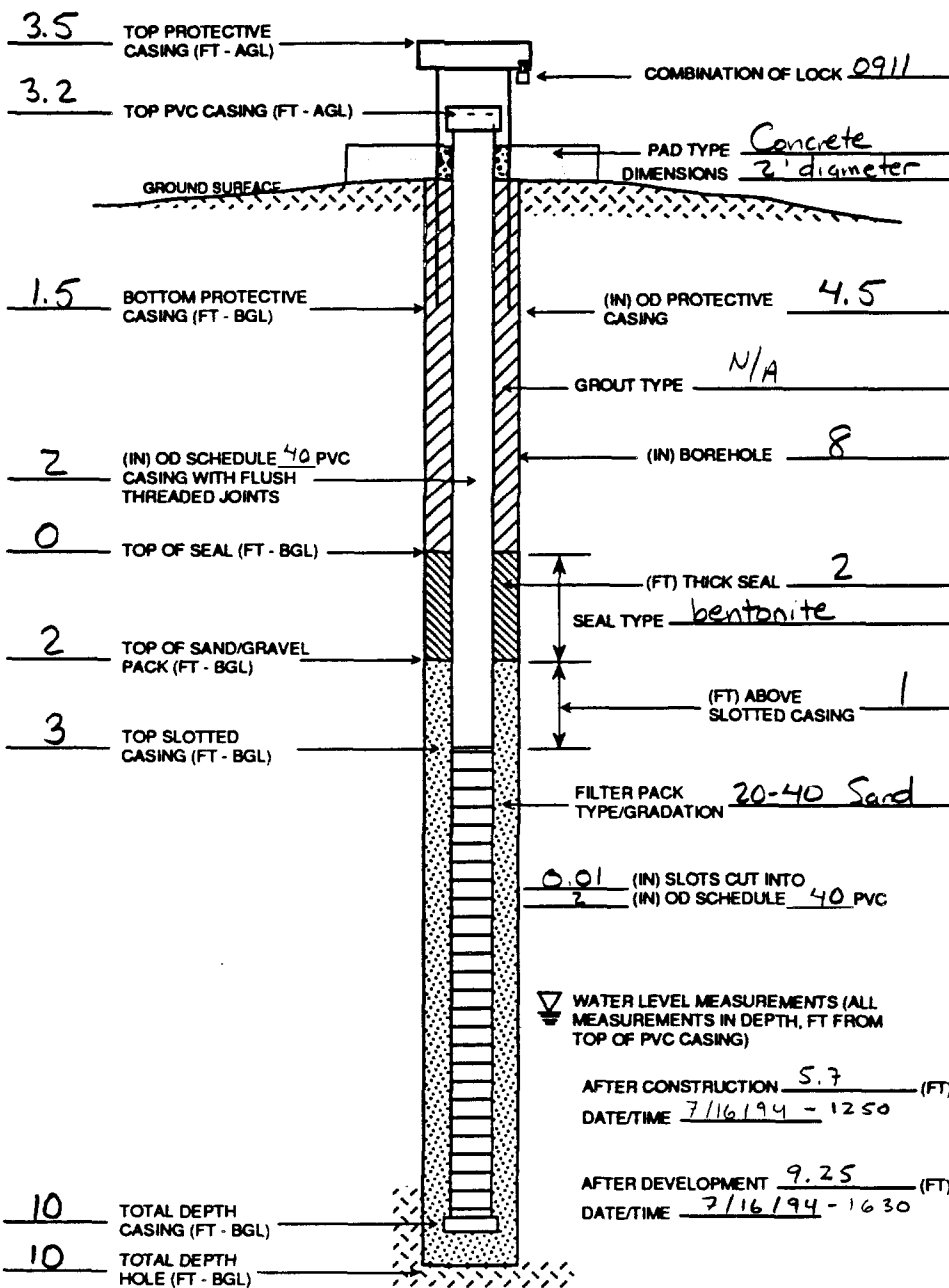 3.5 TOP PROTECTIVE
CASING (FT - AGL)
COMBINATION OF LOCK 0911
3.2 TOP PVC CASING (FT - AGL)
PAD TYPE Concrete
DIMENSIONS 2' diameter
GROUND SURFACE
1.5 BOTTOM PROTECTIVE
CASING (FT - BGL)
(IN) OD PROTECTIVE 4.5
CASING
GROUT TYPE N/A
2 (IN) OD SCHEDULE 40 PVC
CASING WITH FLUSH
THREADED JOINTS
(IN) BOREHOLE 8
0 TOP OF SEAL (FT - BGL)
(FT) THICK SEAL 2
SEAL TYPE bentonite
2 TOP OF SAND/GRAVEL
PACK (FT - BGL)
(FT) ABOVE 1
SLOTTED CASING
3 TOP SLOTTED
CASING (FT - BGL)
FILTER PACK
TYPE/GRADATION 20-40 Sand
0.01 (IN) SLOTS CUT INTO
2 (IN) OD SCHEDULE 40 PVC
WATER LEVEL MEASUREMENTS (ALL
MEASUREMENTS IN DEPTH, FT FROM
TOP OF PVC CASING)
AFTER CONSTRUCTION 5.7 (FT)
DATE/TIME 7/16/94 - 1250
AFTER DEVELOPMENT 9.25 (FT)
DATE/TIME 7/16/94 - 1630
10 TOTAL DEPTH
CASING (FT - BGL)
10 TOTAL DEPTH
HOLE (FT - BGL)